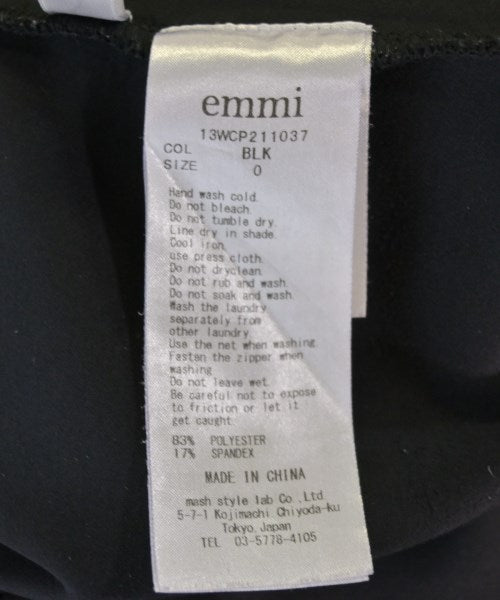 emmi
13WCP211037
COL BLK
SIZE 0
Hand wash cold.
Do not bleach.
Do not tumble dry.
Line dry in shade.
Cool iron.
use press cloth.
Do not dryclean.
Do not rub and wash.
Do not soak and wash.
Wash the laundry
separately from
other laundry.
Use the net when washing.
Fasten the zipper when
washing.
Do not leave wet.
Be careful not to expose
to friction or let it
get caught.
83% POLYESTER
17% SPANDEX
MADE IN CHINA
mash style lab Co.,Ltd.
5-7-1 Kojimachi Chiyoda-ku
Tokyo,Japan
TEL 03-5778-4105